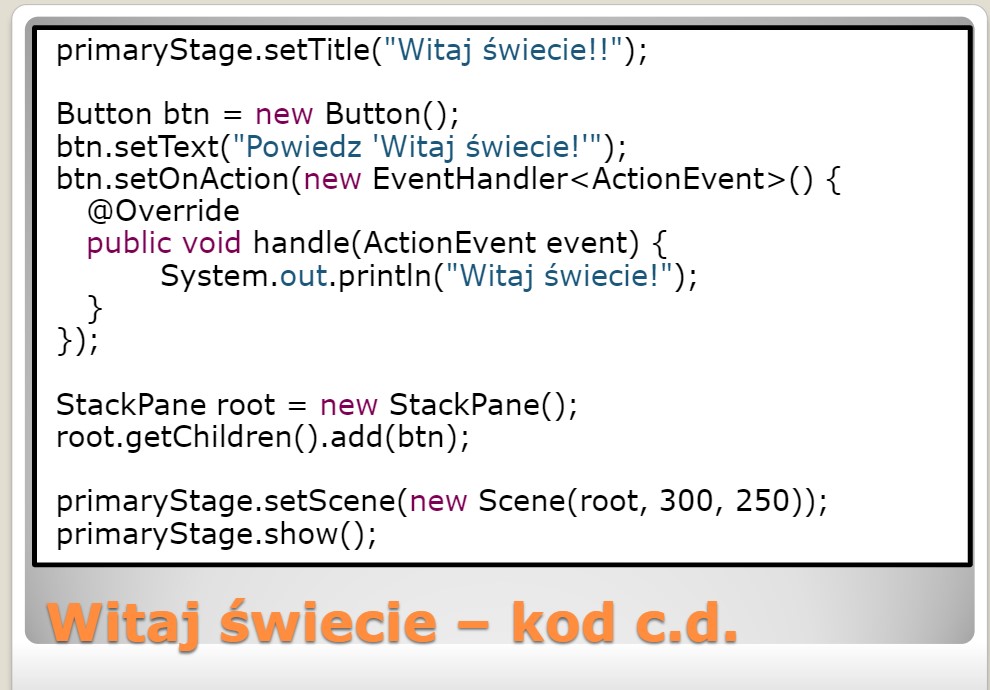 primaryStage.setTitle("Witaj świecie!!");
Button btn = new Button();
btn.setText("Powiedz 'Witaj świecie!'");
btn.setOnAction(new EventHandler<ActionEvent>() {
@Override
public void handle(ActionEvent event) {
System.out.println("Witaj świecie!");
}
});
StackPane root = new StackPane();
root.getChildren().add(btn);
primaryStage.setScene(new Scene(root, 300, 250));
primaryStage.show();
Witaj świecie – kod c.d.